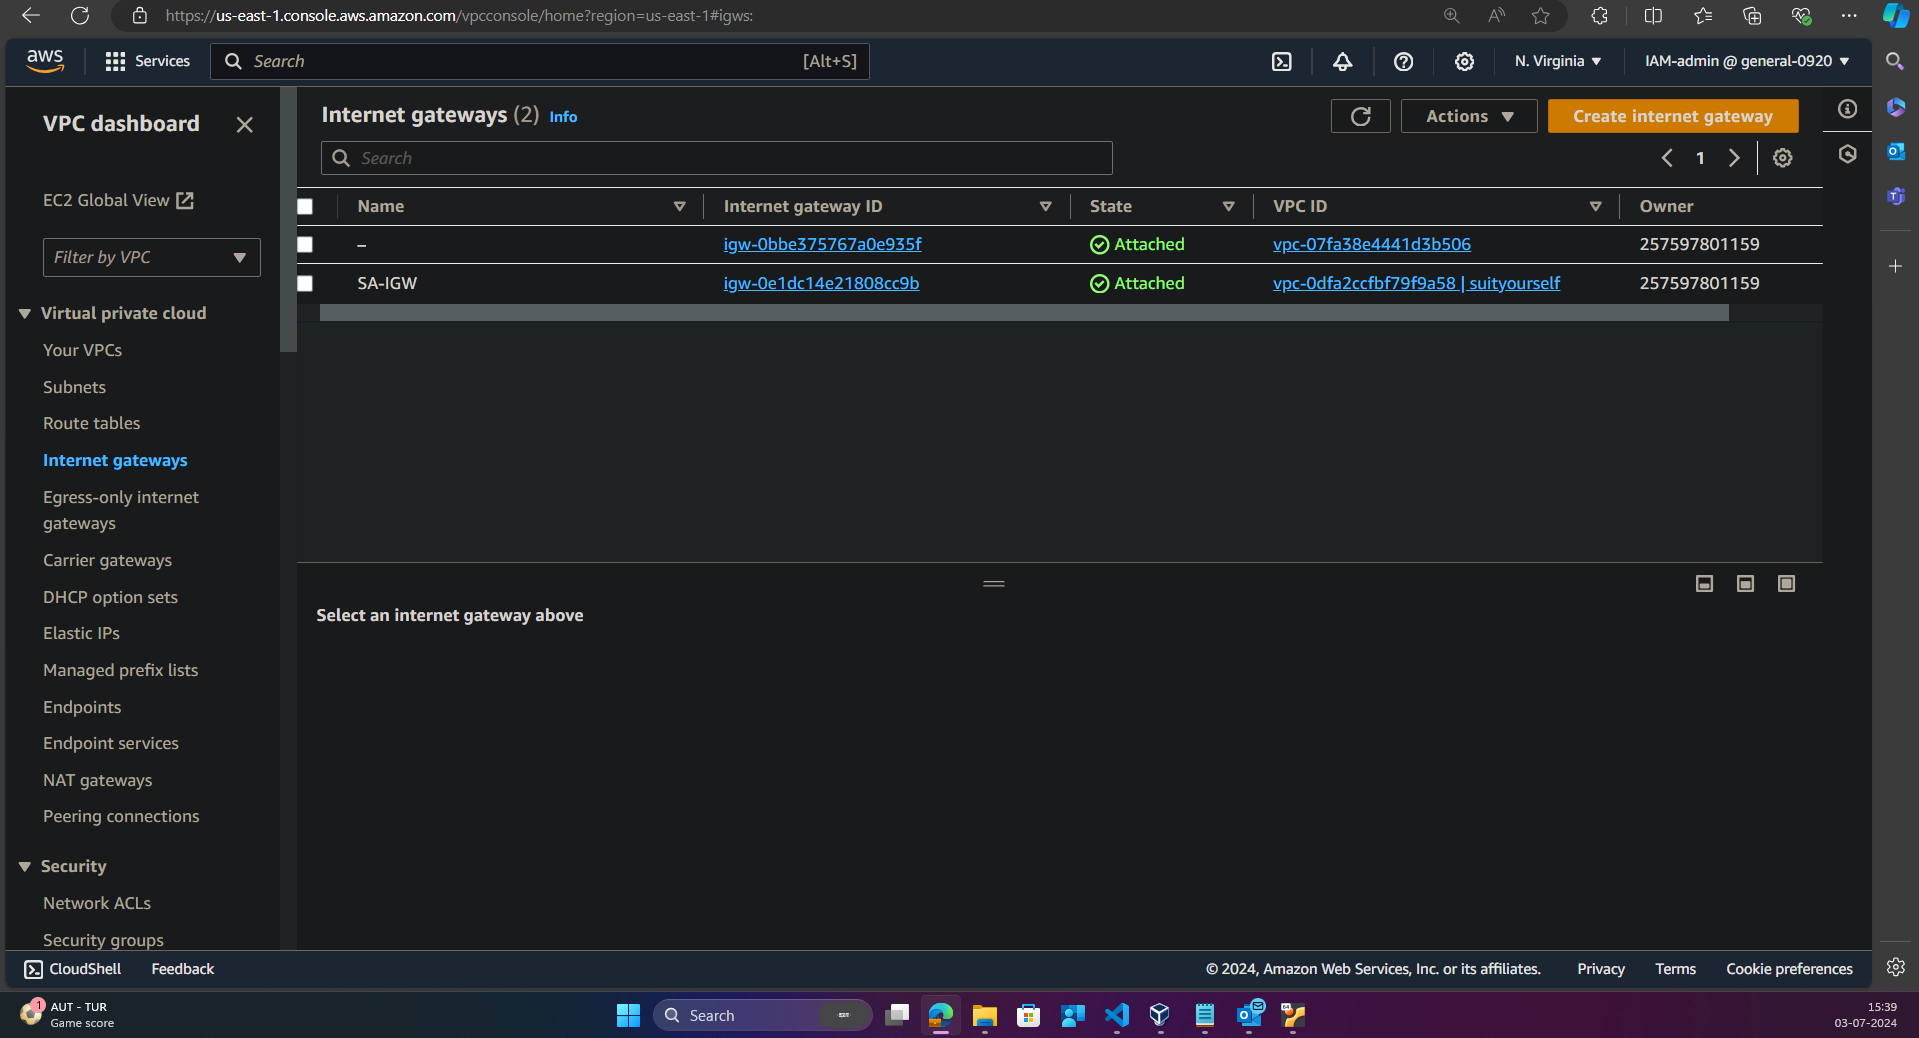 https://us-east-1.console.aws.amazon.com/vpcconsole/home?region=us-east-1#igws:
aws
Services
Search
[Alt+S]
N. Virginia
IAM-admin @ general-0920
VPC dashboard
EC2 Global View
Filter by VPC
Virtual private cloud
Your VPCs
Subnets
Route tables
Internet gateways
Egress-only internet
gateways
Carrier gateways
DHCP option sets
Elastic IPs
Managed prefix lists
Endpoints
Endpoint services
NAT gateways
Peering connections
Security
Network ACLs
Security groups
Internet gateways (2) Info
Actions
Create internet gateway
Search
1
Name Internet gateway ID State VPC ID Owner
– igw-0bbe375767a0e935f Attached vpc-07fa38e4441d3b506 257597801159
SA-IGW igw-0e1dc14e21808cc9b Attached vpc-0dfa2ccfbf79f9a58 | suityourself 257597801159
Select an internet gateway above
CloudShell Feedback
© 2024, Amazon Web Services, Inc. or its affiliates. Privacy Terms Cookie preferences
1
AUT - TUR
Game score
Search
15:39
03-07-2024